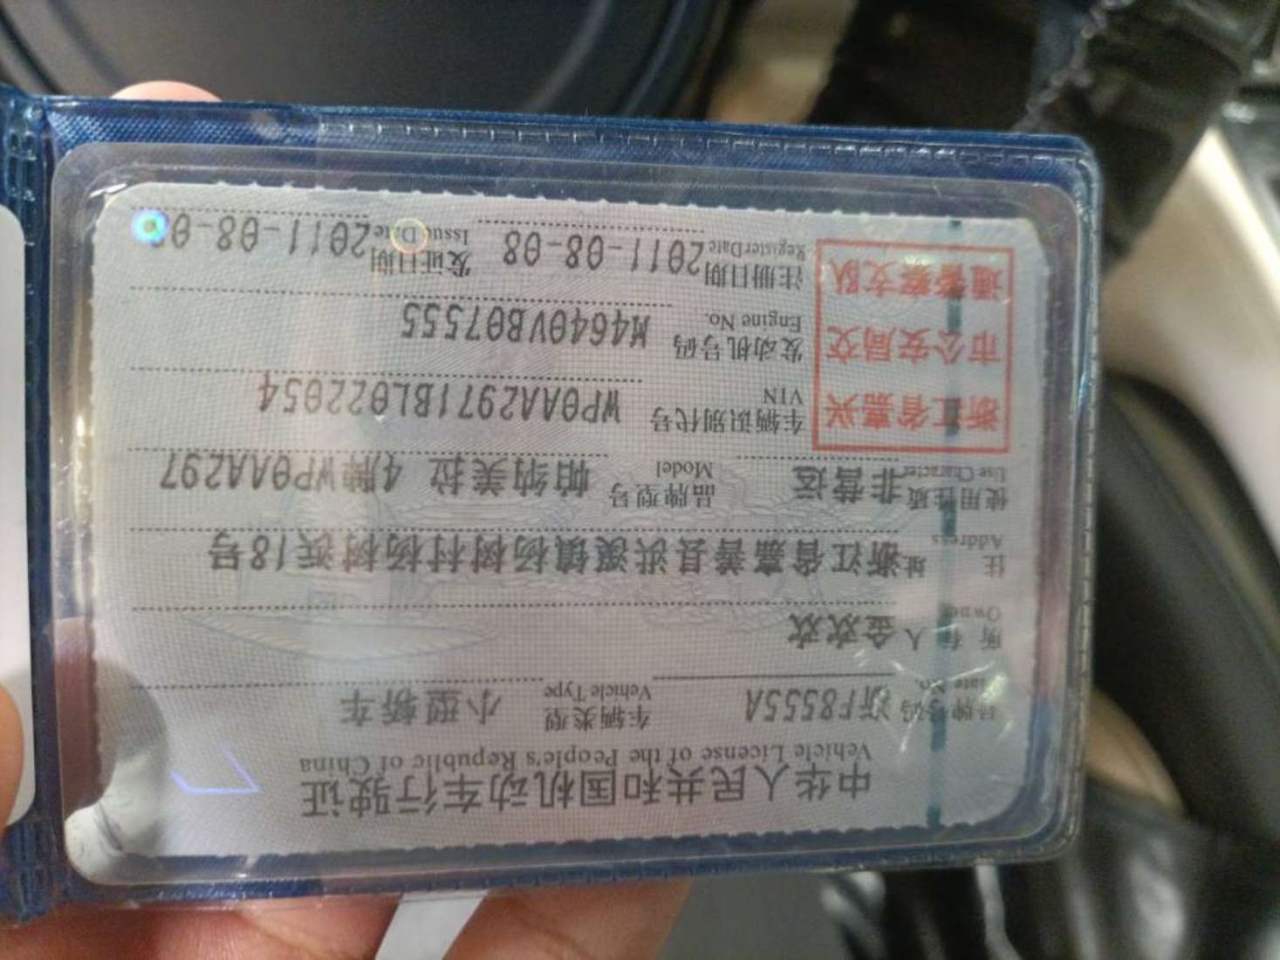 中华人民共和国机动车行驶证
Vehicle License of the People's Republic of China
号牌号码 浙F8555A 车辆类型 小型轿车
Plate No. Vehicle Type
所有人 金欢欢
Owner
住址 浙江省嘉善县洪溪镇杨树村杨树浜18号
Address
使用性质 非营运 品牌型号 帕纳美拉 4牌WP0AA297
Use Character Model
浙江省嘉兴
市公安局交
通警察支队
车辆识别代号 WP0AA2971BL022054
VIN
发动机号码 M4640VB07555
Engine No.
注册日期 2011-08-08 发证日期 2011-08-08
Register Date Issue Date